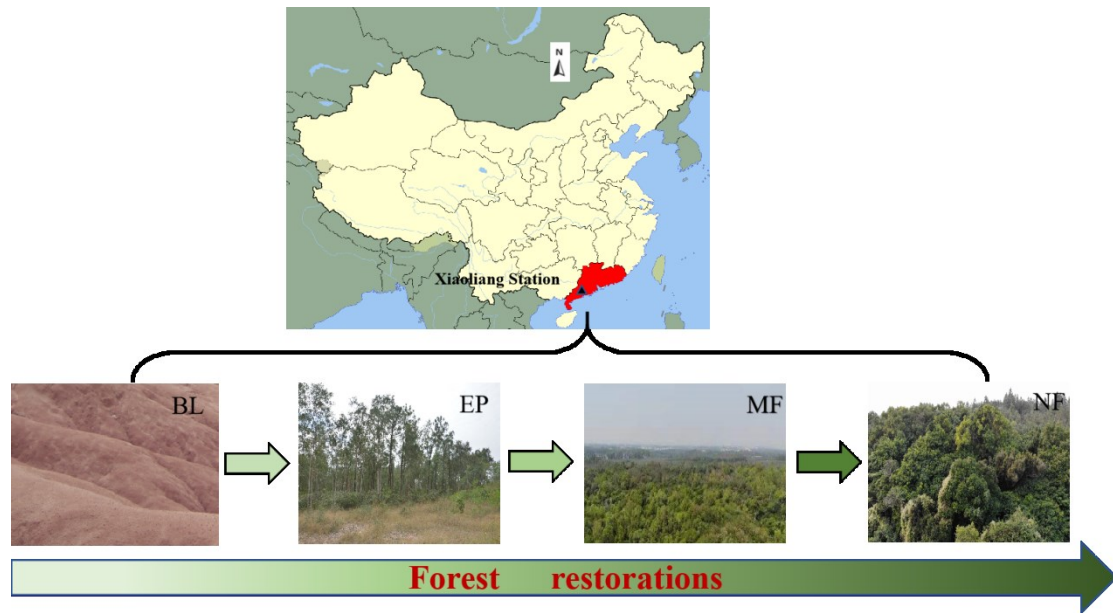 N
Xiaoliang Station
BL
EP
MF
NF
Forest restorations